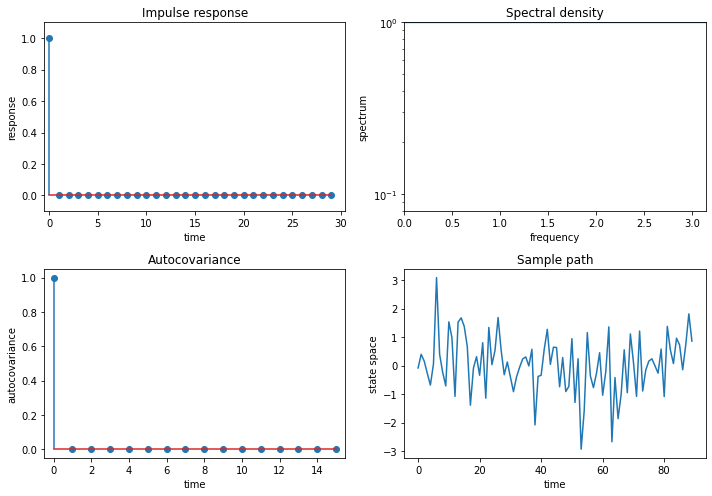 Impulse response
1.0
0.8
0.6
0.4
0.2
0.0
response
0 5 10 15 20 25 30
time
Spectral density
10⁰
10⁻¹
spectrum
0.0 0.5 1.0 1.5 2.0 2.5 3.0
frequency
Autocovariance
1.0
0.8
0.6
0.4
0.2
0.0
autocovariance
0 2 4 6 8 10 12 14
time
Sample path
3
2
1
0
−1
−2
−3
state space
0 20 40 60 80
time